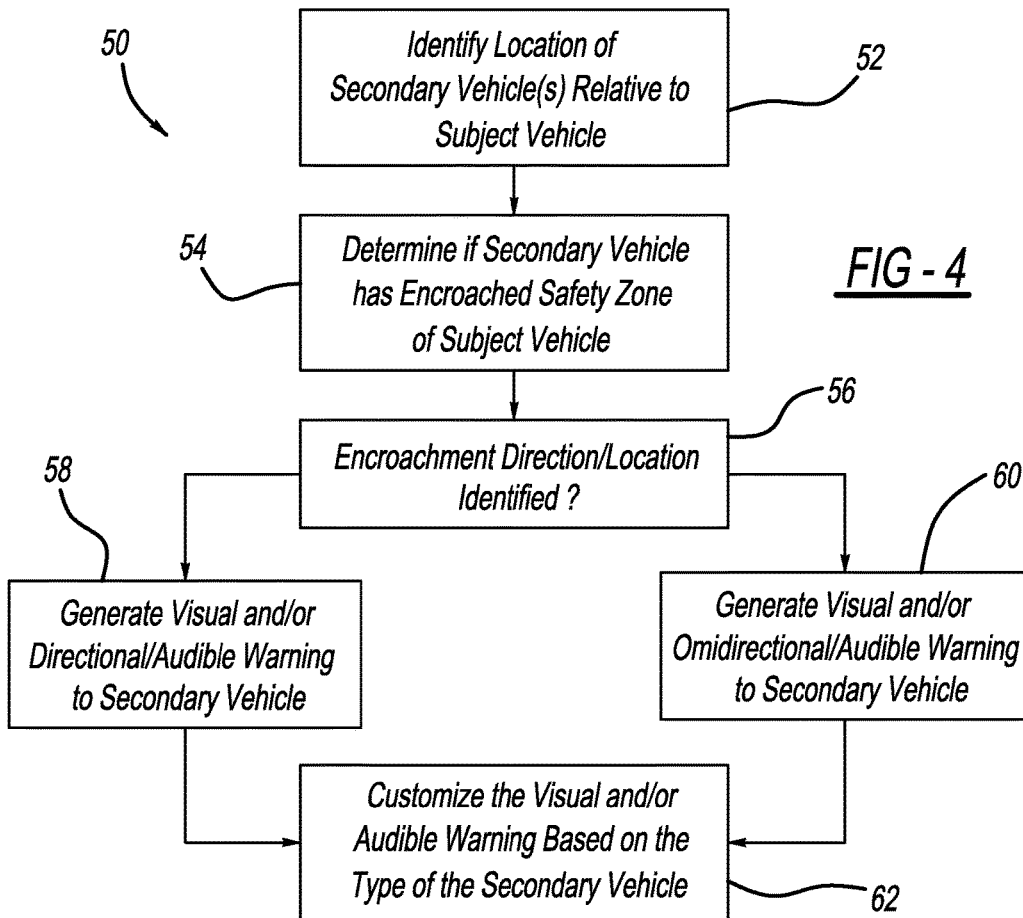 50
Identify Location of
Secondary Vehicle(s) Relative to
Subject Vehicle
52
54
Determine if Secondary Vehicle
has Encroached Safety Zone
of Subject Vehicle
FIG - 4
56
Encroachment Direction/Location
Identified ?
58
60
Generate Visual and/or
Directional/Audible Warning
to Secondary Vehicle
Generate Visual and/or
Omidirectional/Audible Warning
to Secondary Vehicle
Customize the Visual and/or
Audible Warning Based on the
Type of the Secondary Vehicle
62